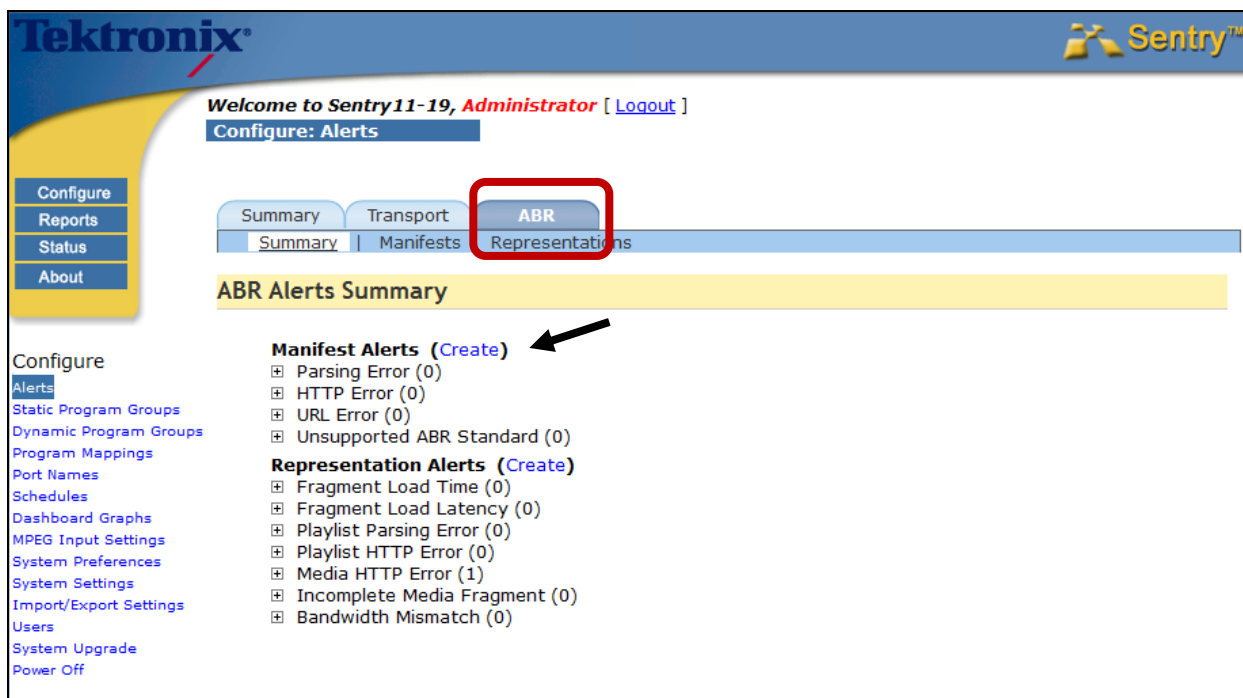 Tektronix®
Sentry™
Welcome to Sentry11-19, Administrator [ Logout ]
Configure: Alerts
Configure
Reports
Status
About
Summary Transport ABR
Summary | Manifests Representations
ABR Alerts Summary
Manifest Alerts (Create)
Parsing Error (0)
HTTP Error (0)
URL Error (0)
Unsupported ABR Standard (0)
Representation Alerts (Create)
Fragment Load Time (0)
Fragment Load Latency (0)
Playlist Parsing Error (0)
Playlist HTTP Error (0)
Media HTTP Error (1)
Incomplete Media Fragment (0)
Bandwidth Mismatch (0)
Configure
Alerts
Static Program Groups
Dynamic Program Groups
Program Mappings
Port Names
Schedules
Dashboard Graphs
MPEG Input Settings
System Preferences
System Settings
Import/Export Settings
Users
System Upgrade
Power Off